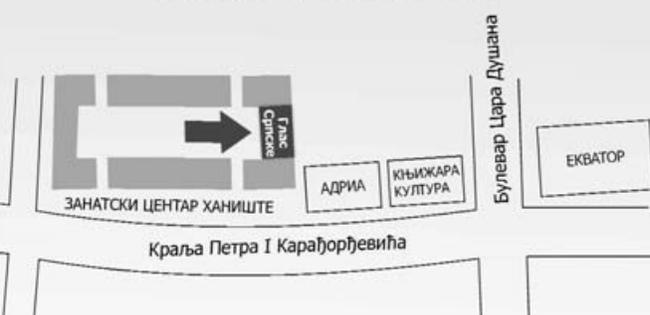 Глас
Српске
ЗАНАТСКИ ЦЕНТАР ХАНИШТЕ
АДРИА
КЊИЖАРА
КУЛТУРА
Булевар Цара Душана
ЕКВАТОР
Краља Петра I Карађорђевића